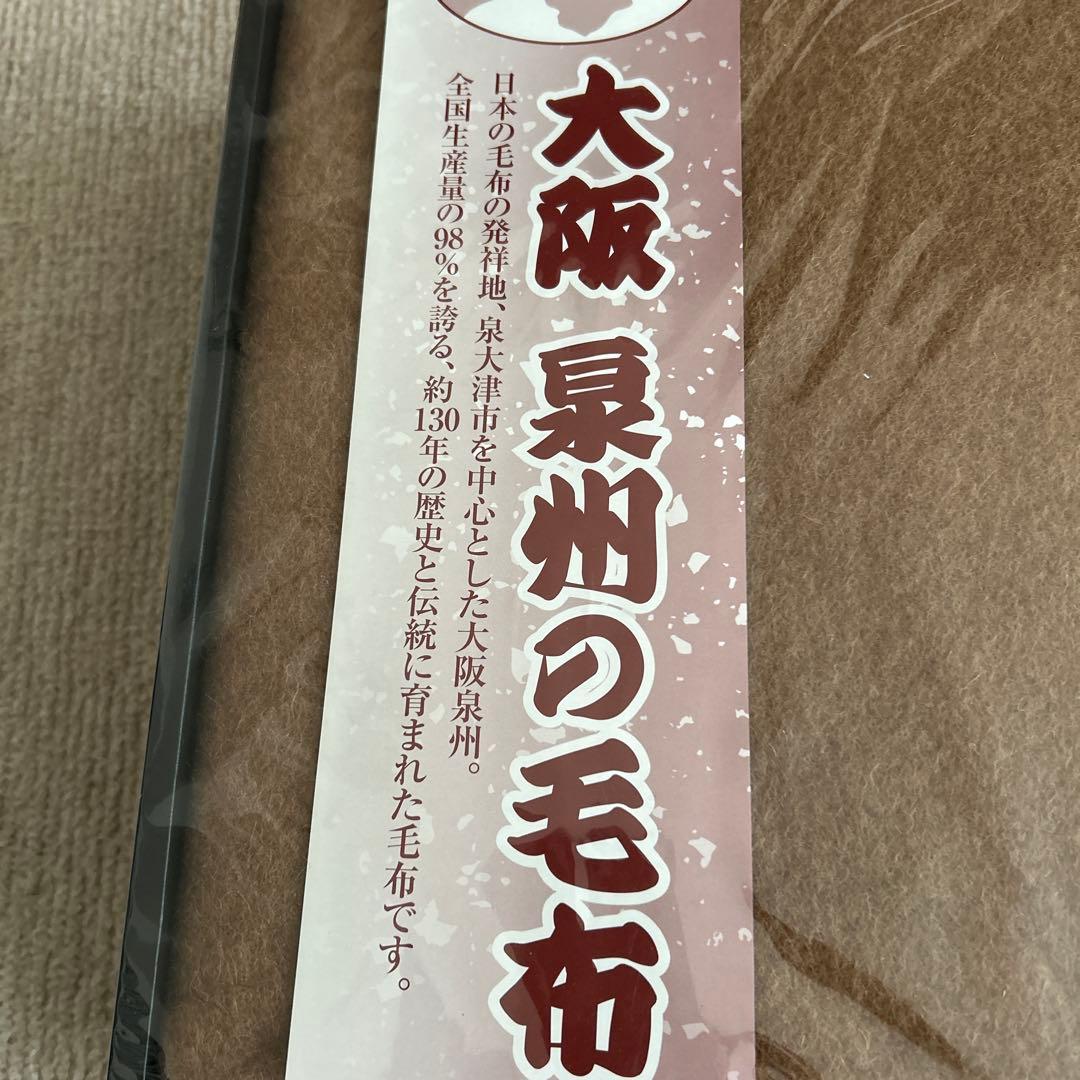 大阪 泉州の毛布
日本の毛布の発祥地、泉大津市を中心とした大阪泉州。
全国生産量の98%を誇る、約130年の歴史と伝統に育まれた毛布です。